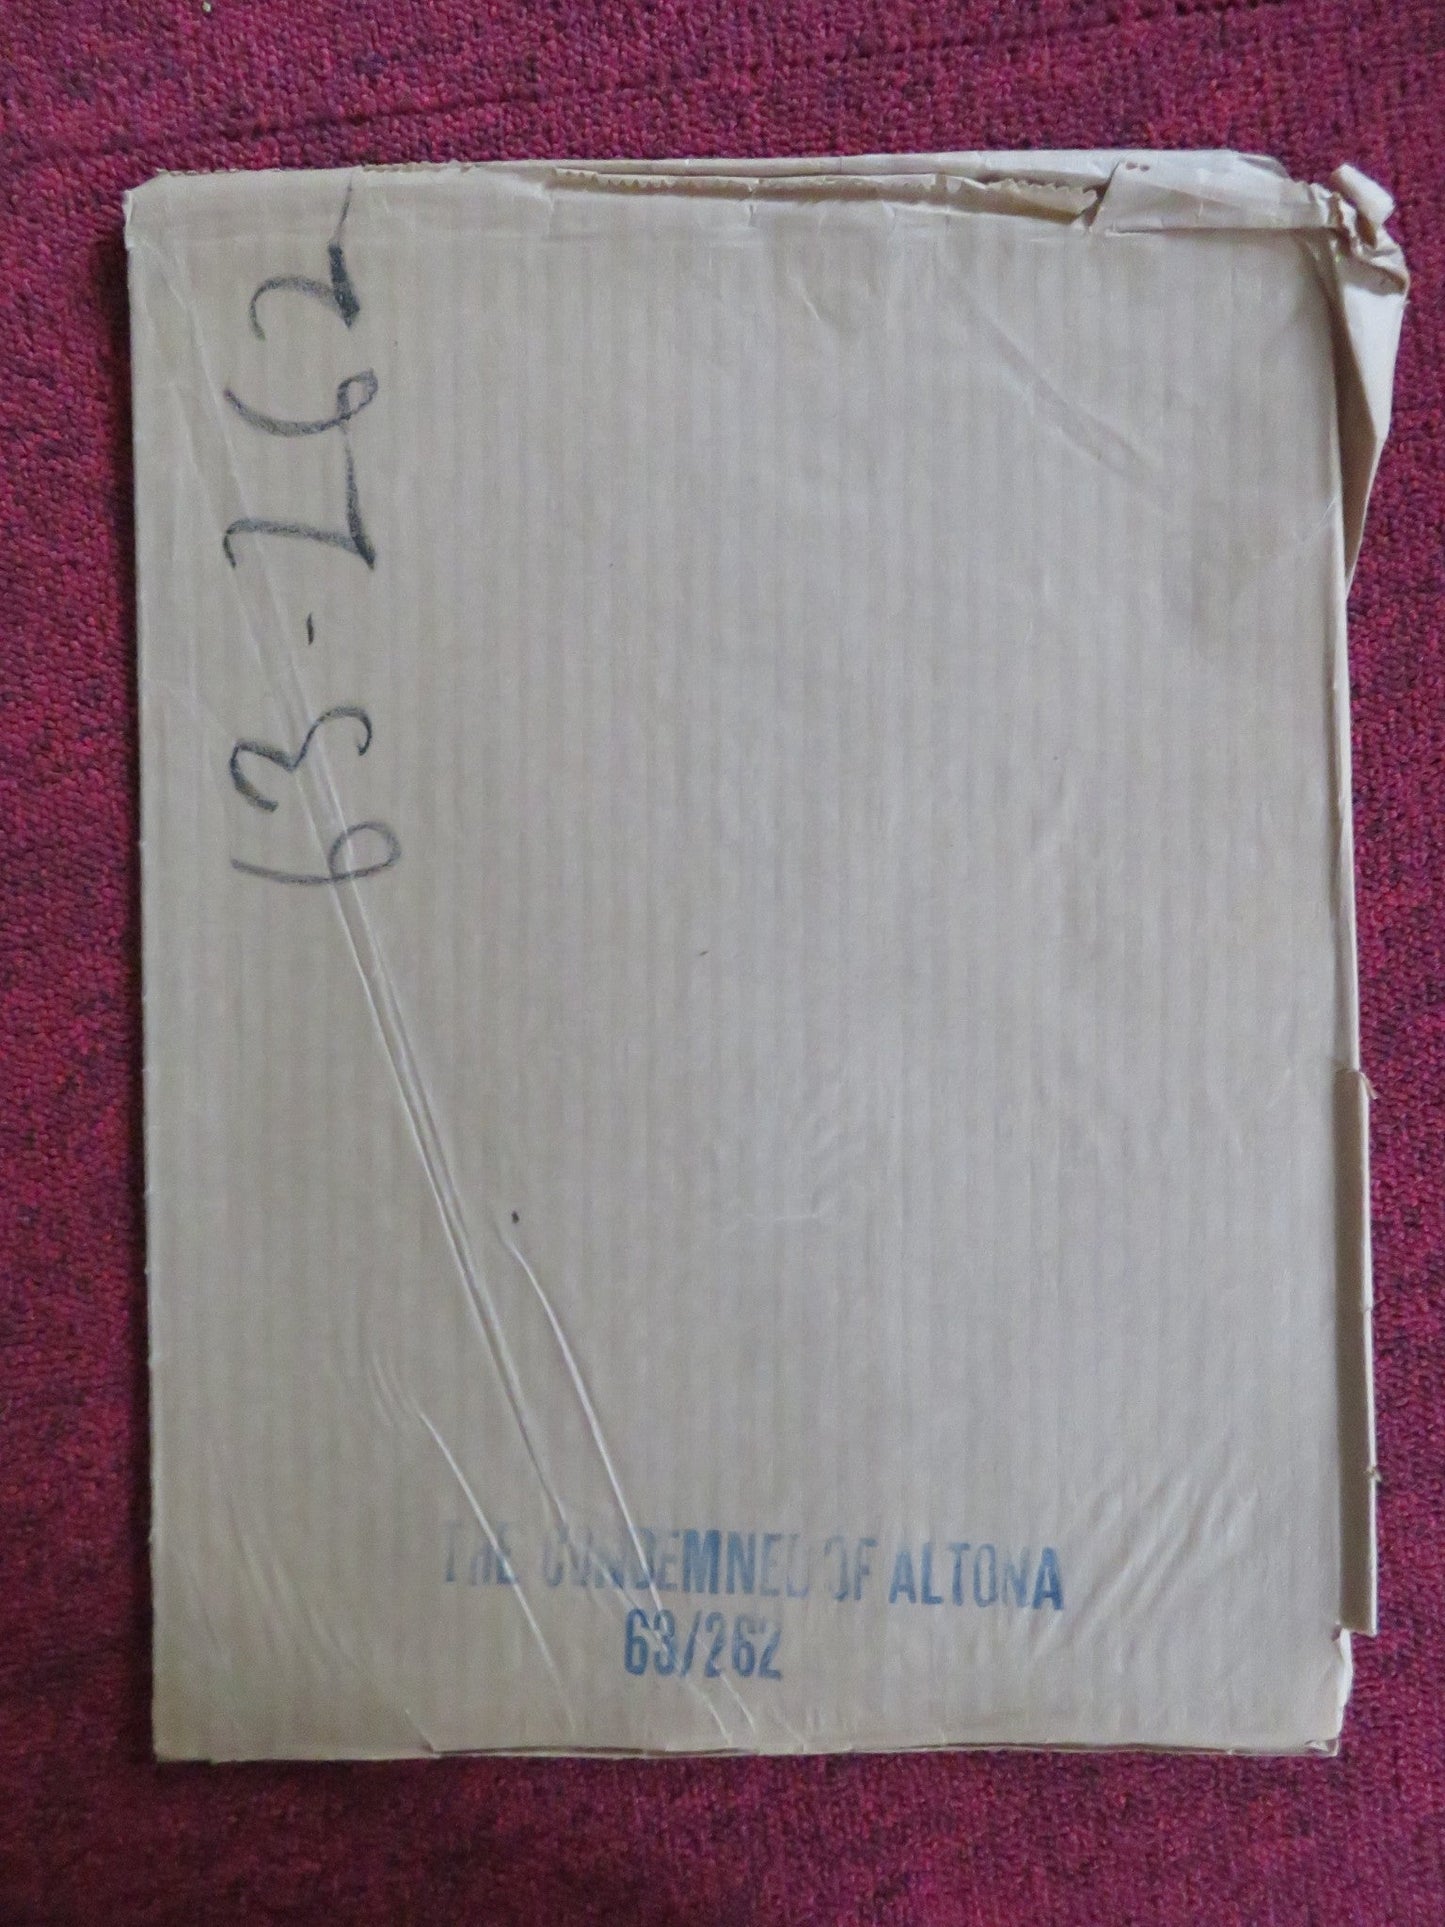 63-262
THE CONDEMNED OF ALTONA
63/262